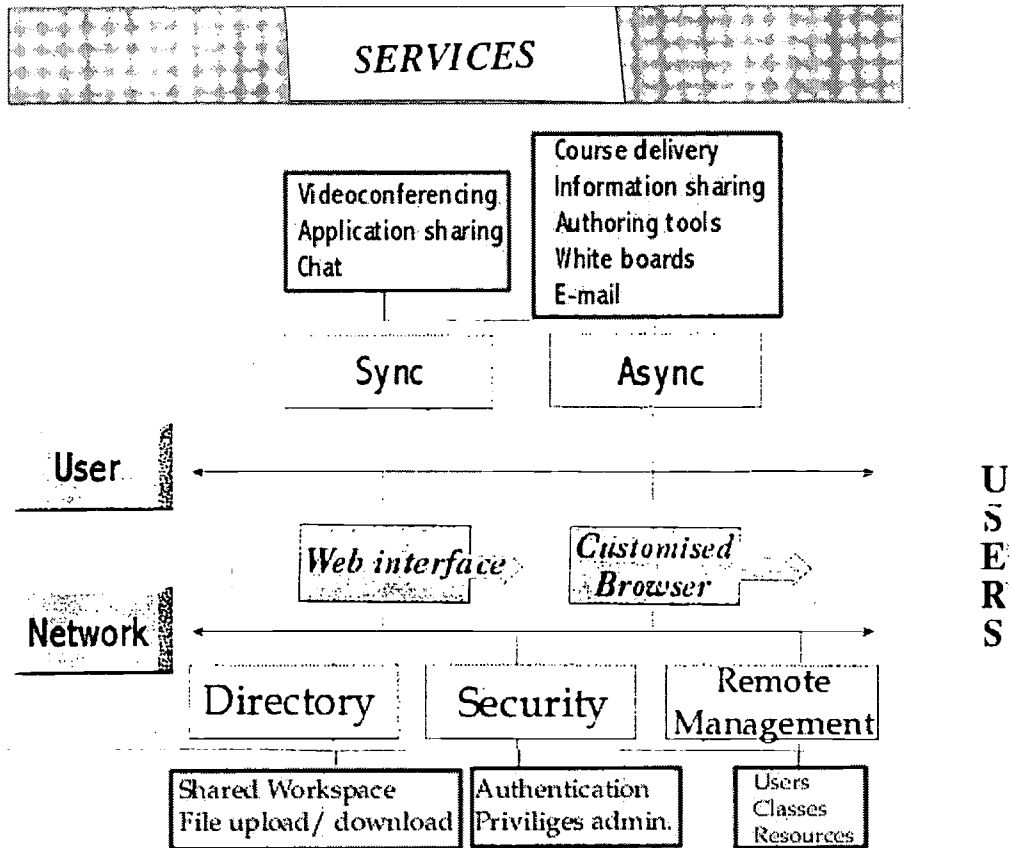 SERVICES
Videoconferencing
Application sharing
Chat
Course delivery
Information sharing
Authoring tools
White boards
E-mail
Sync
Async
User
Web interface
Customised
Browser
Network
Directory
Security
Remote
Management
Shared Workspace
File upload/ download
Authentication
Priviliges admin.
Users
Classes
Resources
USERS